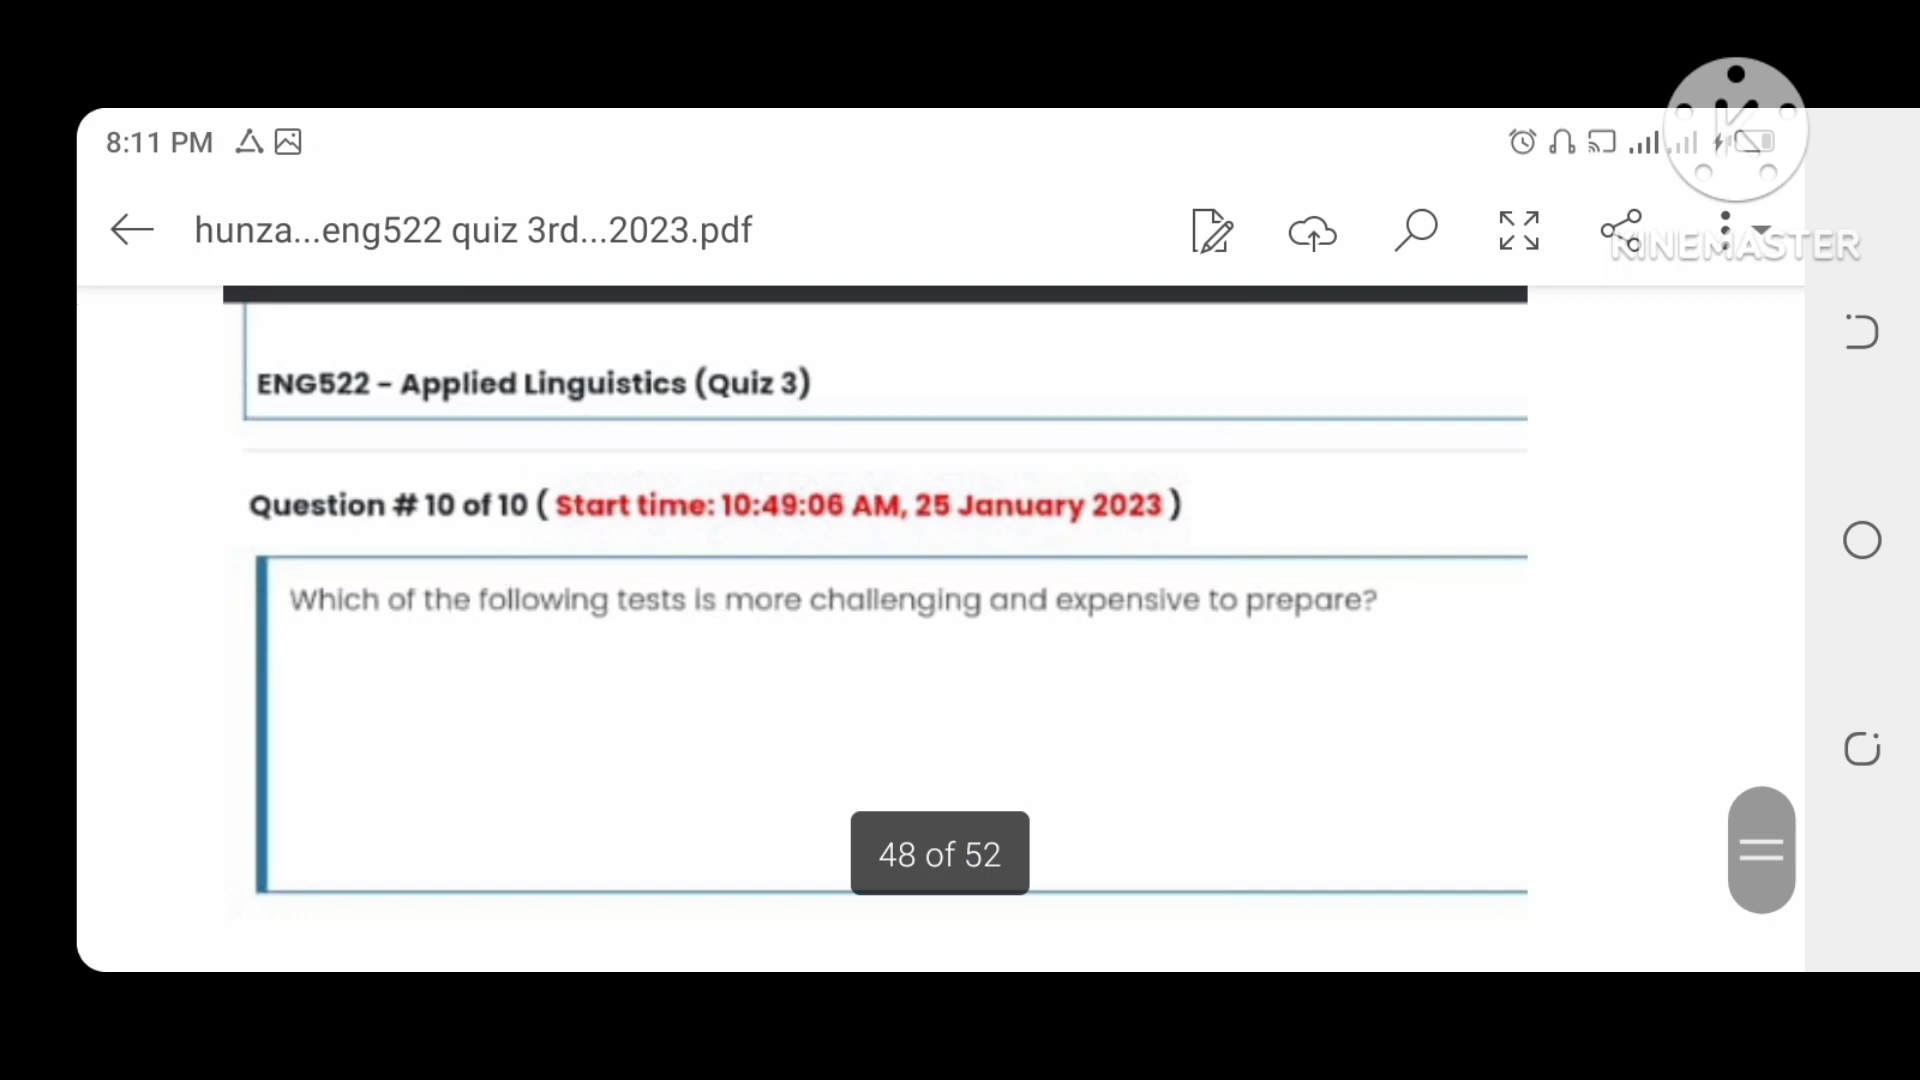 8:11 PM
KINEMASTER
hunza...eng522 quiz 3rd...2023.pdf
ENG522 - Applied Linguistics (Quiz 3)
Question # 10 of 10 ( Start time: 10:49:06 AM, 25 January 2023 )
Which of the following tests is more challenging and expensive to prepare?
48 of 52